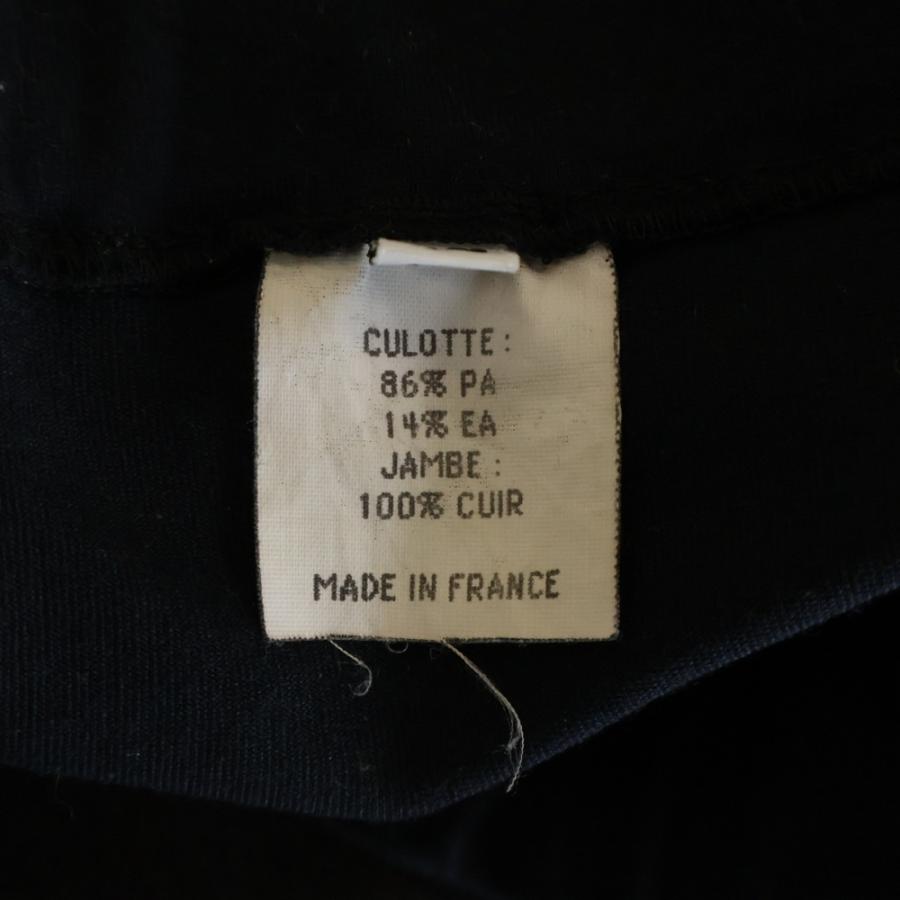 CULOTTE :
86% PA
14% EA
JAMBE :
100% CUIR
MADE IN FRANCE